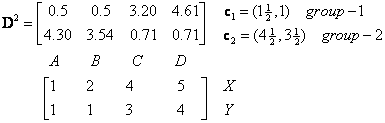 D² = [ 0.5 0.5 3.20 4.61 ] c₁ = (1½, 1) group − 1
[ 4.30 3.54 0.71 0.71 ] c₂ = (4½, 3½) group − 2
A B C D
[ 1 2 4 5 ] X
[ 1 1 3 4 ] Y